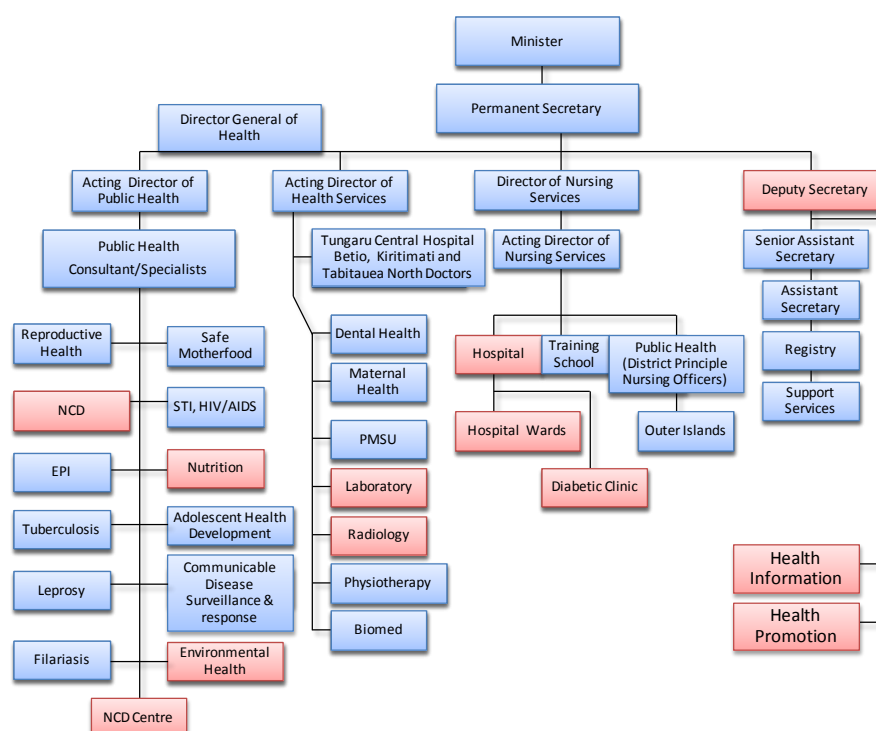 Minister
Permanent Secretary
Director General of
Health
Acting Director of
Public Health
Acting Director of
Health Services
Director of Nursing
Services
Deputy Secretary
Public Health
Consultant/Specialists
Tungaru Central Hospital
Betio, Kiritimati and
Tabitauea North Doctors
Acting Director of
Nursing Services
Senior Assistant
Secretary
Assistant
Secretary
Registry
Support
Services
Reproductive
Health
Safe
Motherfood
NCD
STI, HIV/AIDS
EPI
Nutrition
Tuberculosis
Adolescent Health
Development
Leprosy
Communicable
Disease
Surveillance &
response
Filariasis
Environmental
Health
NCD Centre
Dental Health
Maternal
Health
PMSU
Laboratory
Radiology
Physiotherapy
Biomed
Hospital
Training
School
Public Health
(District Principle
Nursing Officers)
Hospital Wards
Outer Islands
Diabetic Clinic
Health
Information
Health
Promotion